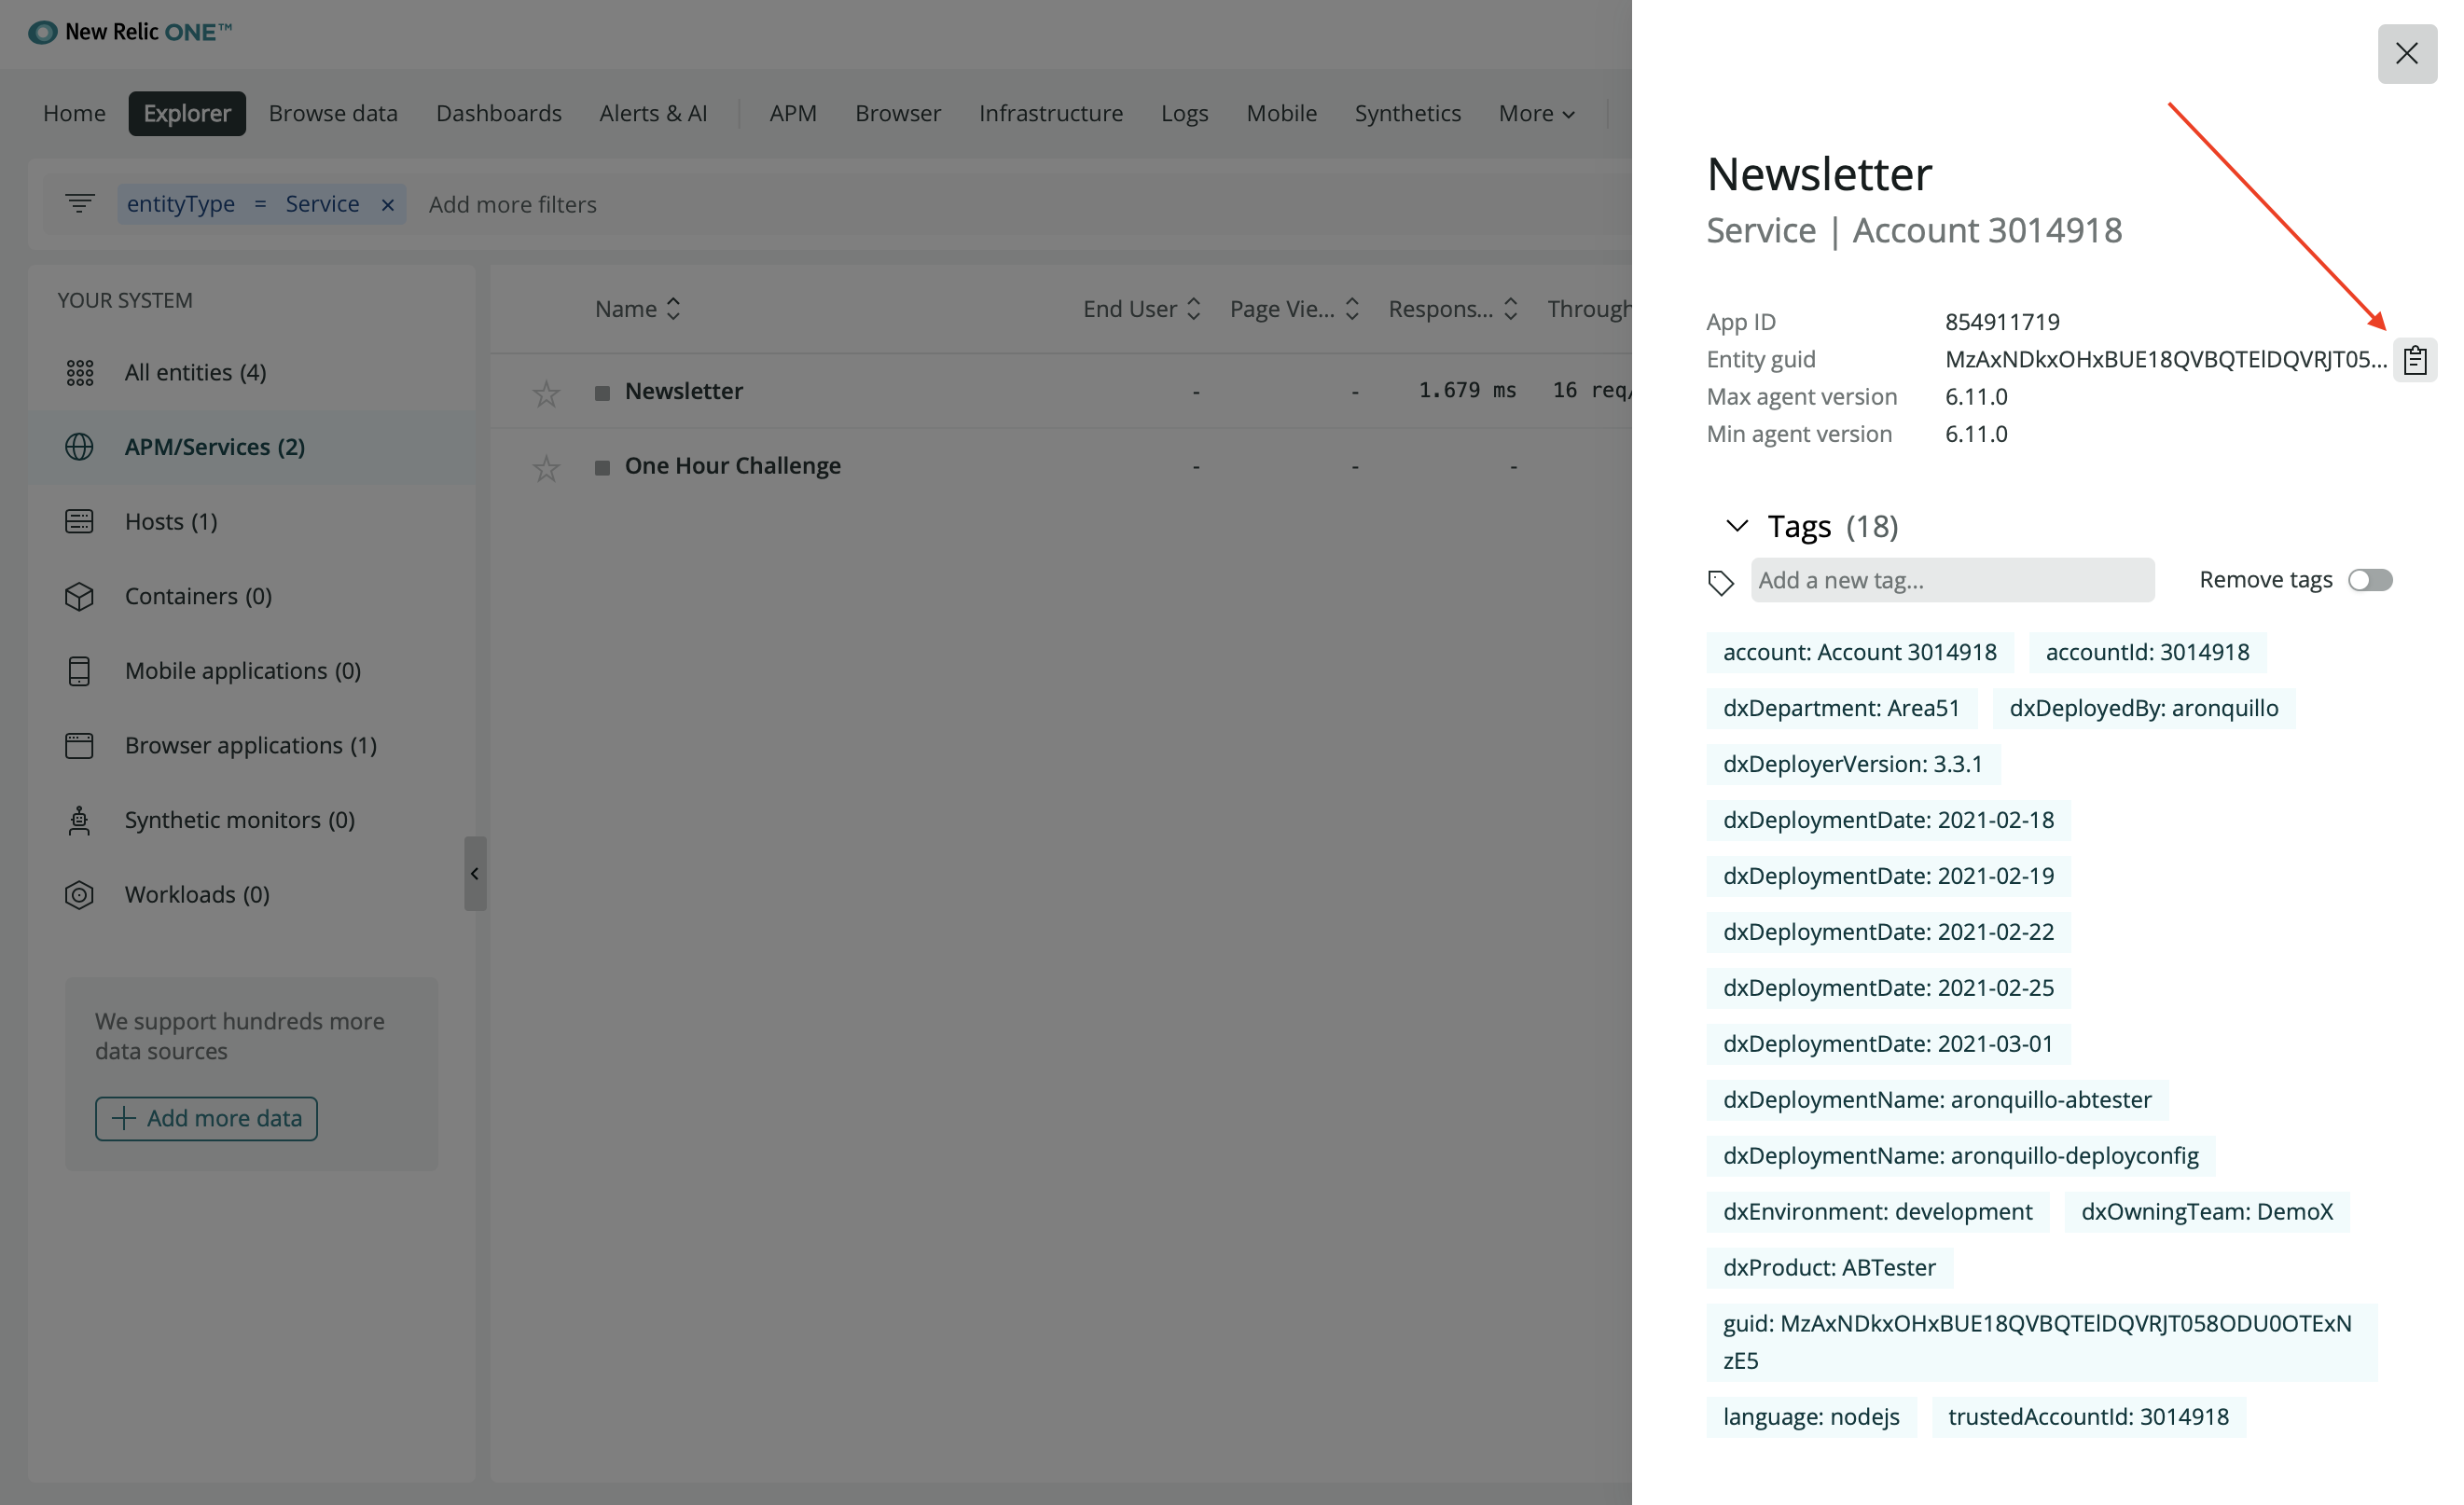 New Relic ONE™
Home Explorer Browse data Dashboards Alerts & AI APM Browser Infrastructure Logs Mobile Synthetics More
entityType = Service × Add more filters
YOUR SYSTEM
All entities (4)
APM/Services (2)
Hosts (1)
Containers (0)
Mobile applications (0)
Browser applications (1)
Synthetic monitors (0)
Workloads (0)
We support hundreds more
data sources
Add more data
Name End User Page Vie... Respons... Through
Newsletter - - 1.679 ms 16 req/
One Hour Challenge - - -
Newsletter
Service | Account 3014918
App ID 854911719
Entity guid MzAxNDkxOHxBUE18QVBQTElDQVRJT05...
Max agent version 6.11.0
Min agent version 6.11.0
Tags (18)
Add a new tag... Remove tags
account: Account 3014918 accountId: 3014918
dxDepartment: Area51 dxDeployedBy: aronquillo
dxDeployerVersion: 3.3.1
dxDeploymentDate: 2021-02-18
dxDeploymentDate: 2021-02-19
dxDeploymentDate: 2021-02-22
dxDeploymentDate: 2021-02-25
dxDeploymentDate: 2021-03-01
dxDeploymentName: aronquillo-abtester
dxDeploymentName: aronquillo-deployconfig
dxEnvironment: development dxOwningTeam: DemoX
dxProduct: ABTester
guid: MzAxNDkxOHxBUE18QVBQTElDQVRJT058ODU0OTExN
zE5
language: nodejs trustedAccountId: 3014918